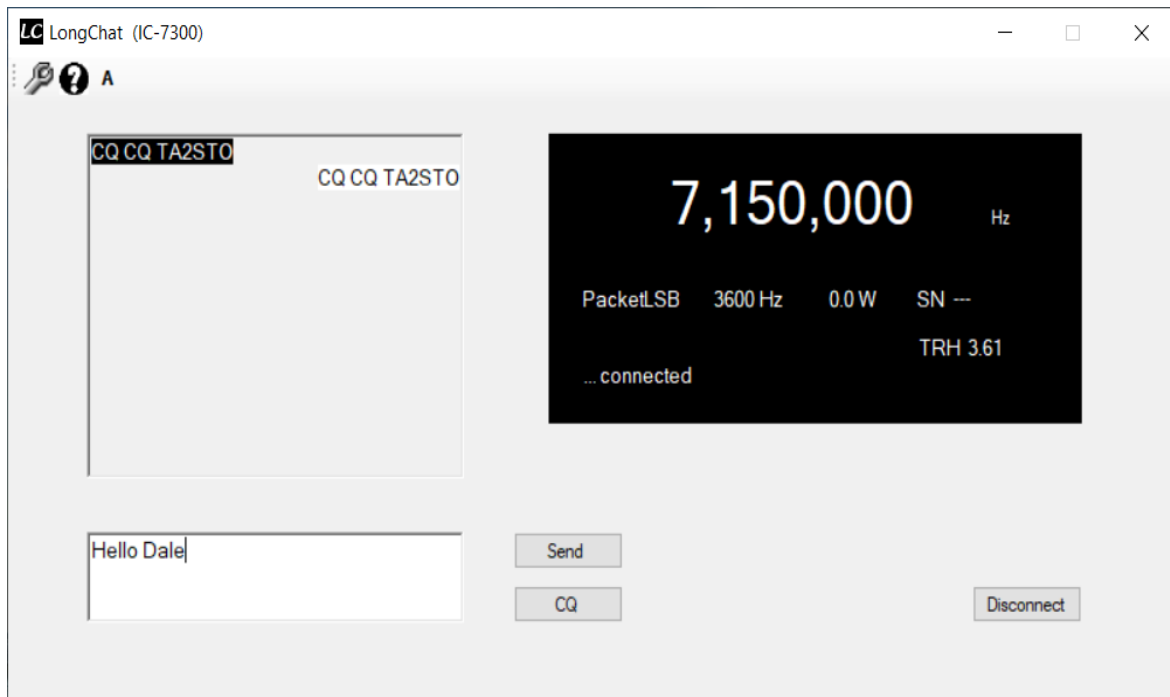 LC LongChat (IC-7300)
A
CQ CQ TA2STO
CQ CQ TA2STO
7,150,000 Hz
PacketLSB 3600 Hz 0.0 W SN ---
TRH 3.61
... connected
Hello Dale
Send
CQ
Disconnect